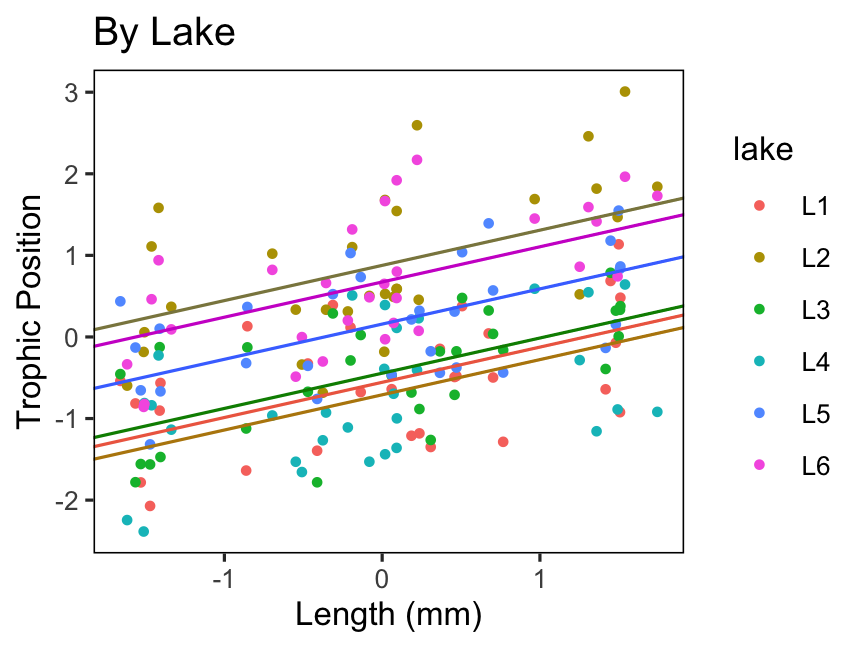 By Lake
3
2
1
0
-1
-2
Trophic Position
-1 0 1
Length (mm)
lake
L1
L2
L3
L4
L5
L6